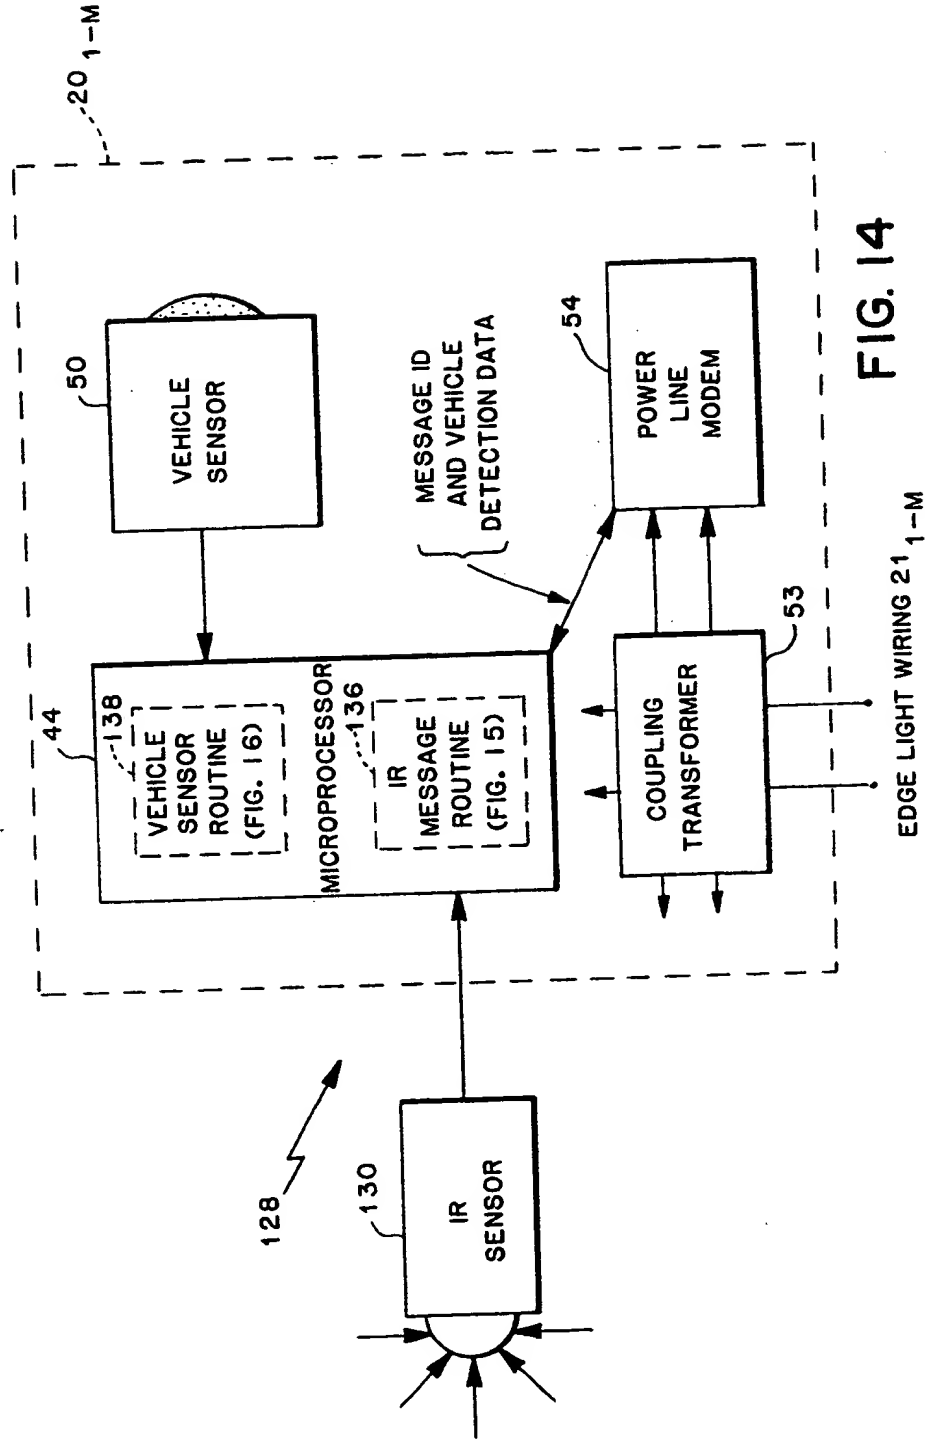 20 1-M
50
VEHICLE
SENSOR
44
138
VEHICLE
SENSOR
ROUTINE
(FIG. 16)
MICROPROCESSOR
136
IR
MESSAGE
ROUTINE
(FIG. 15)
MESSAGE ID
AND VEHICLE
DETECTION DATA
54
POWER
LINE
MODEM
128
130
IR
SENSOR
COUPLING
TRANSFORMER
53
EDGE LIGHT WIRING 21 1-M
FIG. 14